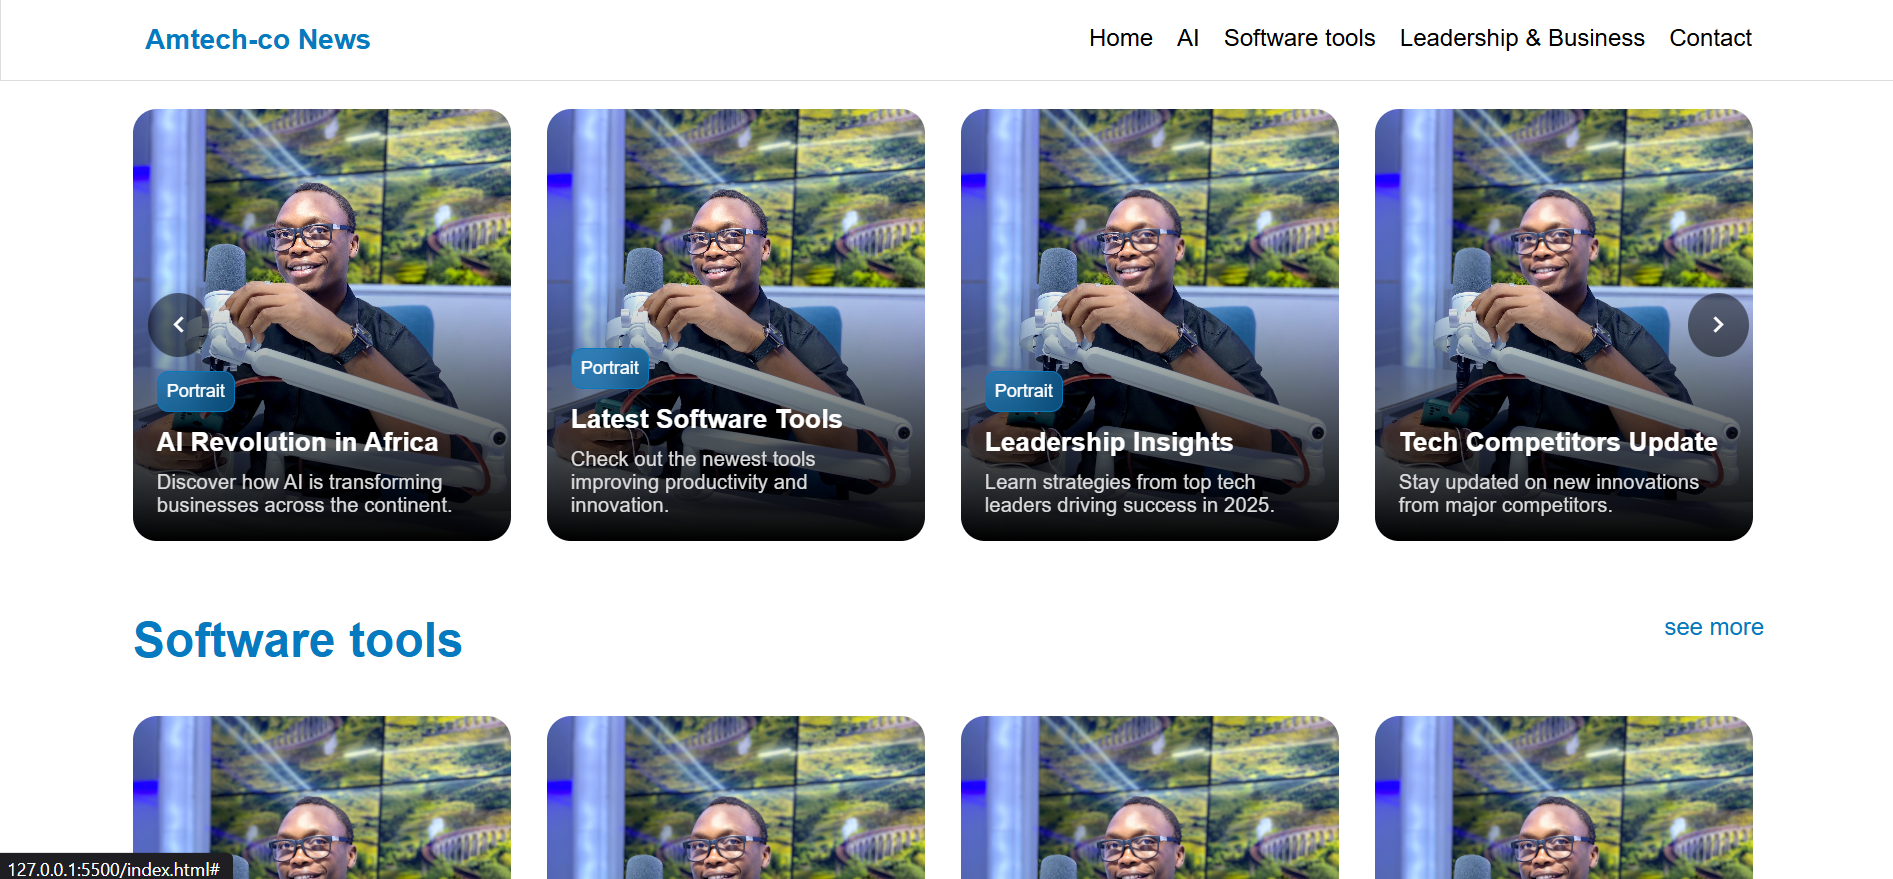 Amtech-co News
Home AI Software tools Leadership & Business Contact
Portrait
AI Revolution in Africa
Discover how AI is transforming
businesses across the continent.
Portrait
Latest Software Tools
Check out the newest tools
improving productivity and
innovation.
Portrait
Leadership Insights
Learn strategies from top tech
leaders driving success in 2025.
Tech Competitors Update
Stay updated on new innovations
from major competitors.
Software tools
see more
127.0.0.1:5500/index.html#